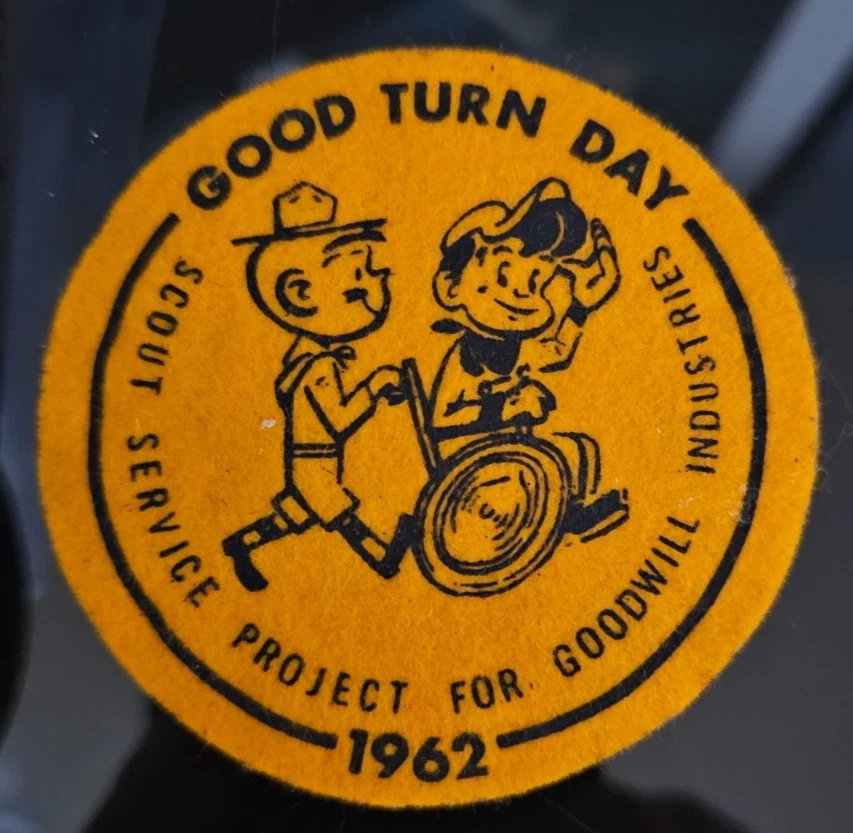 GOOD TURN DAY
SCOUT SERVICE PROJECT FOR GOODWILL INDUSTRIES
1962